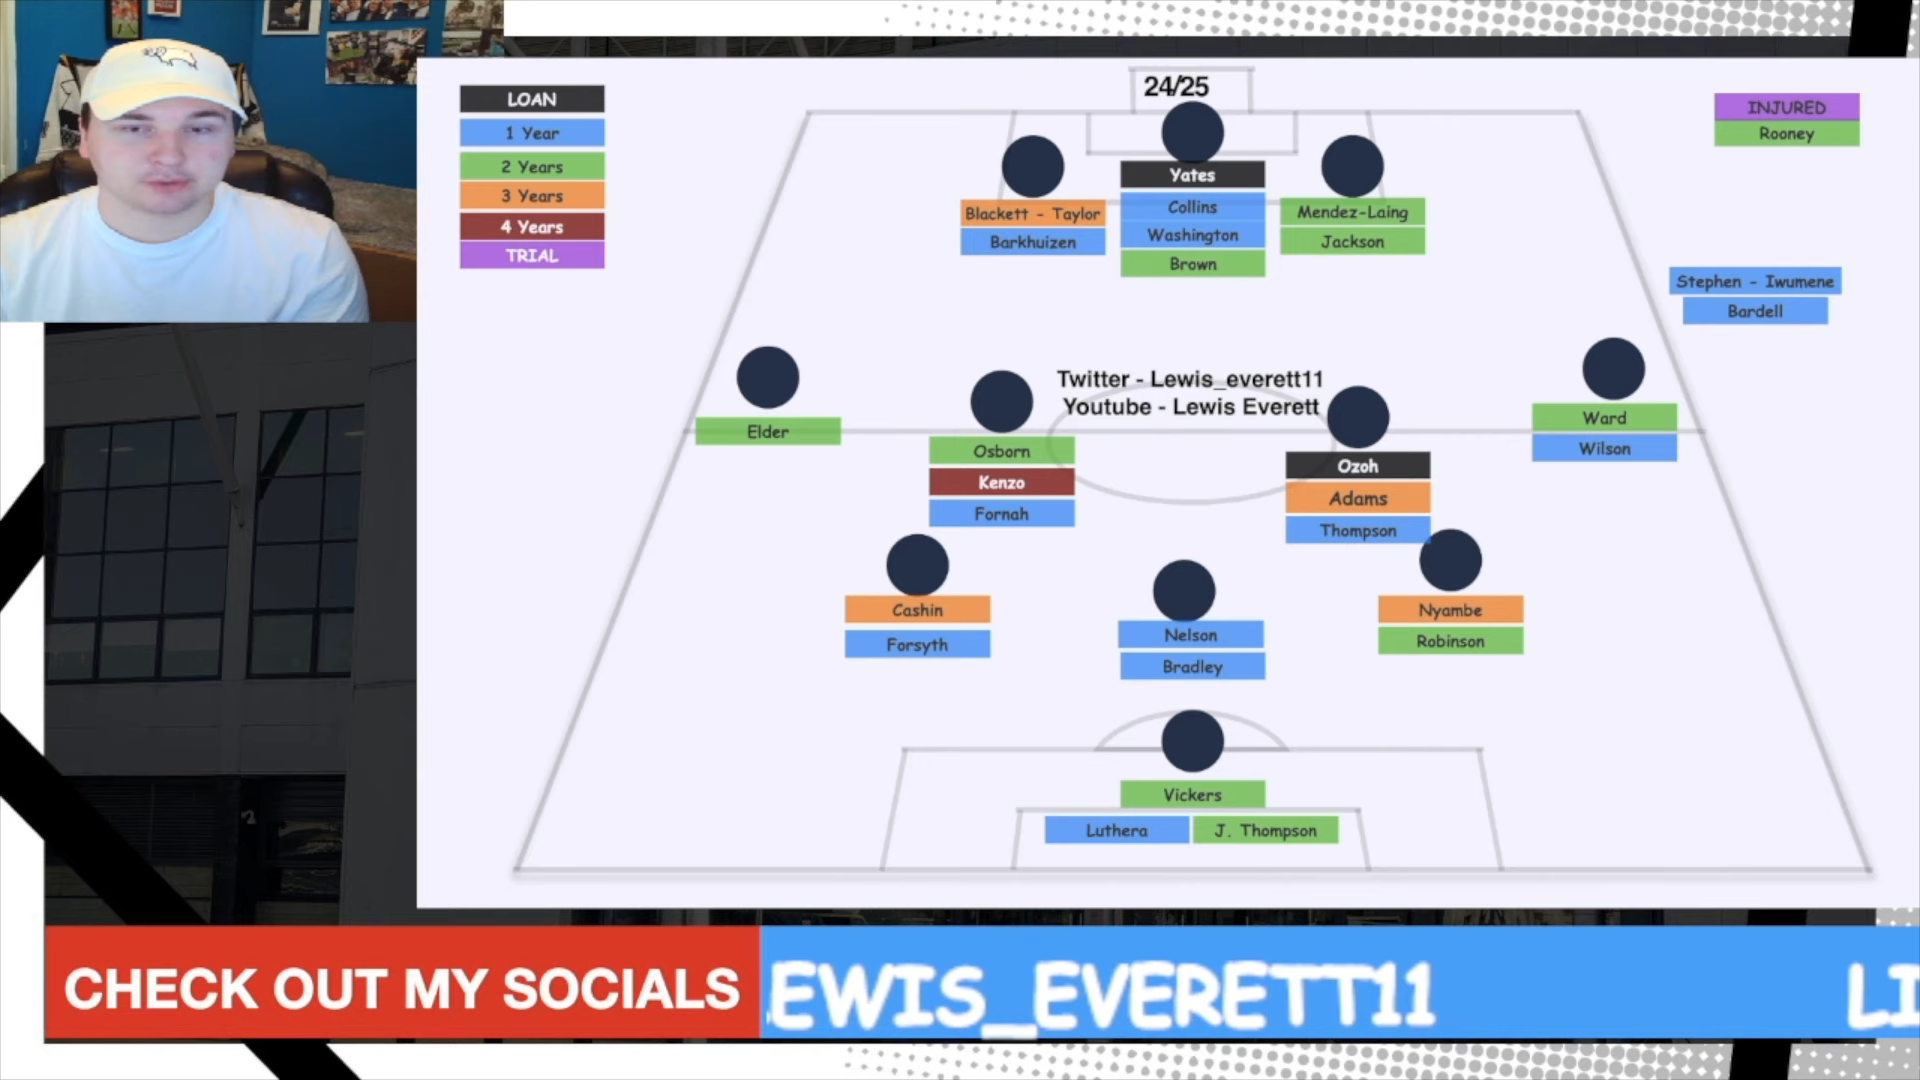 24/25
LOAN
1 Year
2 Years
3 Years
4 Years
TRIAL
INJURED
Rooney
Yates
Collins
Washington
Brown
Blackett - Taylor
Barkhuizen
Mendez-Laing
Jackson
Stephen - Iwumene
Bardell
Twitter - Lewis_everett11
Youtube - Lewis Everett
Elder
Osborn
Kenzo
Fornah
Ozoh
Adams
Thompson
Ward
Wilson
Cashin
Forsyth
Nelson
Bradley
Nyambe
Robinson
Vickers
Luthera
J. Thompson
CHECK OUT MY SOCIALS
EWIS_EVERETT11
LI